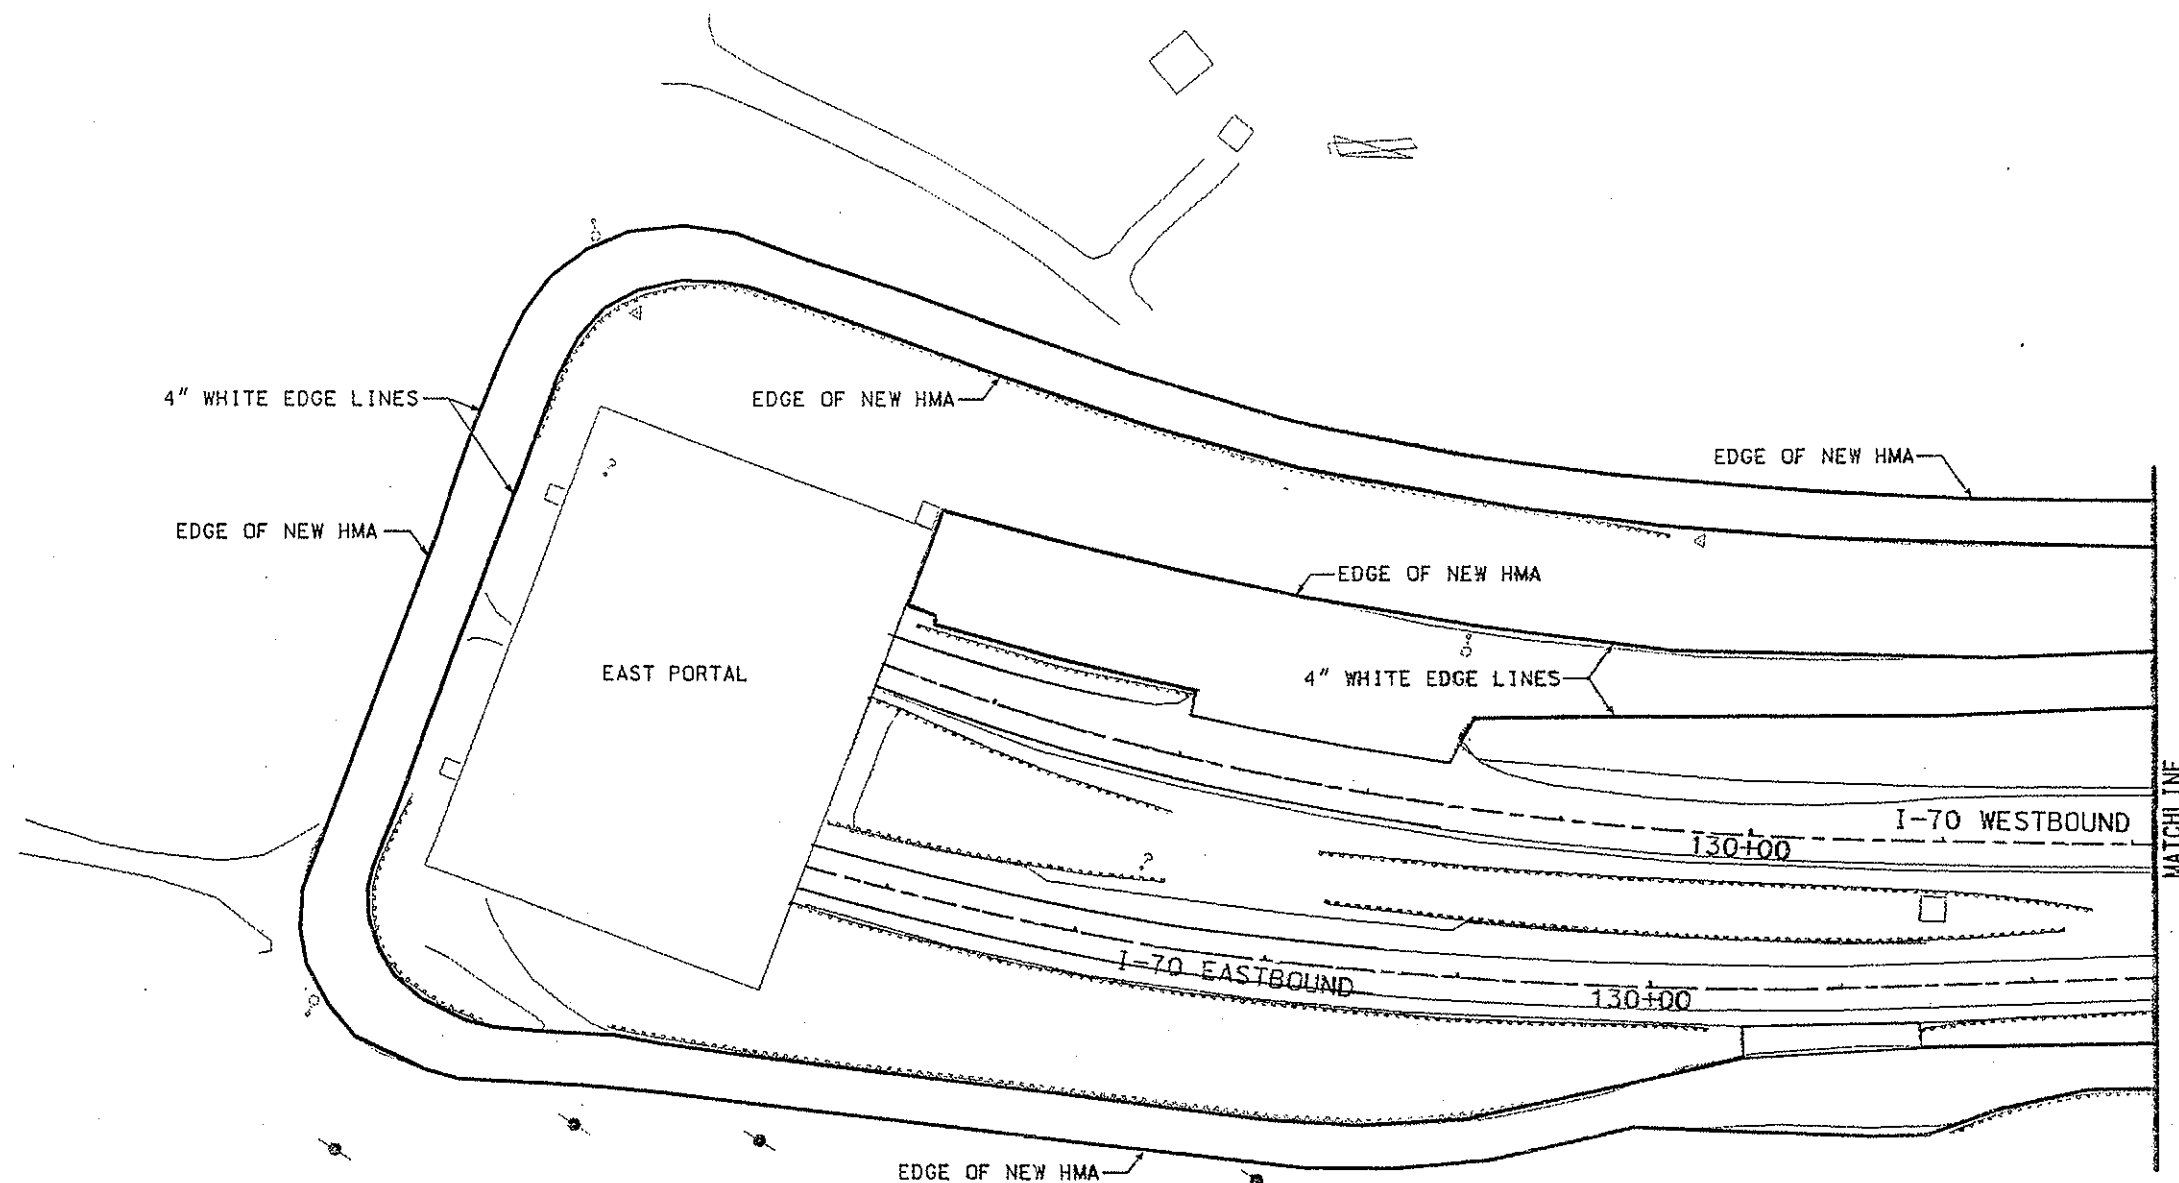 4" WHITE EDGE LINES
EDGE OF NEW HMA
EDGE OF NEW HMA
EDGE OF NEW HMA
EDGE OF NEW HMA
4" WHITE EDGE LINES
EAST PORTAL
I-70 WESTBOUND
130+00
MATCHLINE
I-70 EASTBOUND
130+00
EDGE OF NEW HMA